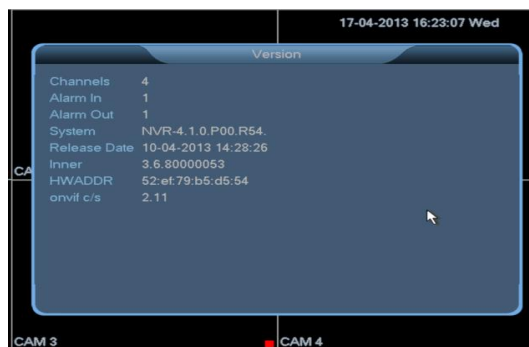 17-04-2013 16:23:07 Wed
Version
Channels 4
Alarm In 1
Alarm Out 1
System NVR-4.1.0.P00.R54.
Release Date 10-04-2013 14:28:26
Inner 3.6.80000053
HWADDR 52:ef:79:b5:d5:54
onvif c/s 2.11
CA
CAM 3
CAM 4